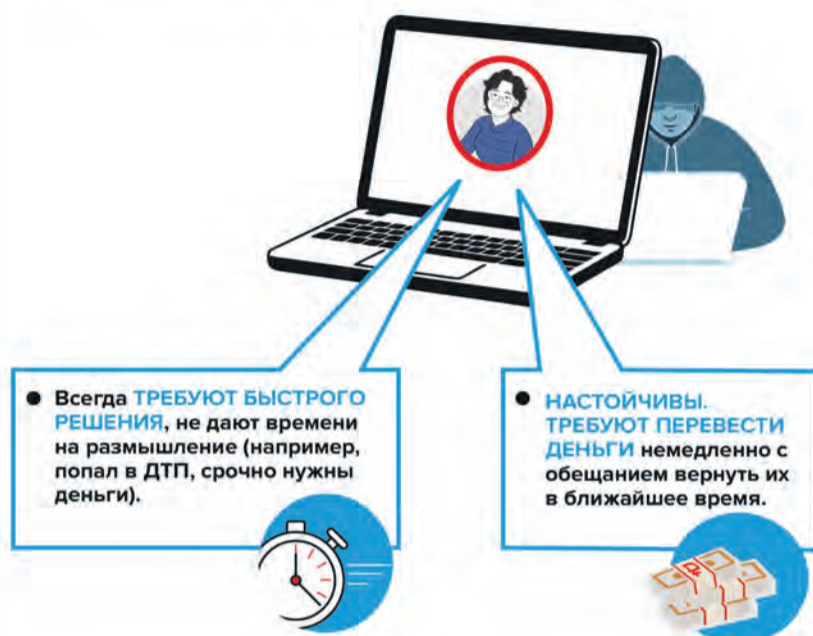 ● Всегда ТРЕБУЮТ БЫСТРОГО
РЕШЕНИЯ, не дают времени
на размышление (например,
попал в ДТП, срочно нужны
деньги).
● НАСТОЙЧИВЫ.
ТРЕБУЮТ ПЕРЕВЕСТИ
ДЕНЬГИ немедленно с
обещанием вернуть их
в ближайшее время.